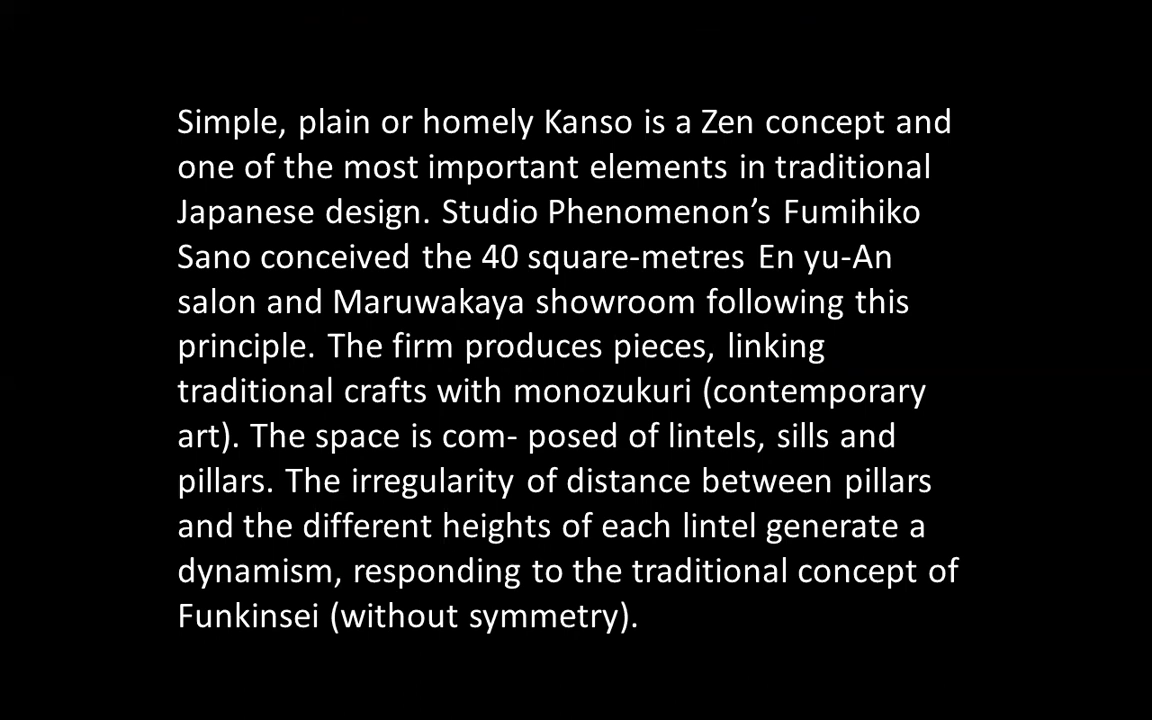 Simple, plain or homely Kanso is a Zen concept and
one of the most important elements in traditional
Japanese design. Studio Phenomenon’s Fumihiko
Sano conceived the 40 square-metres En yu-An
salon and Maruwakaya showroom following this
principle. The firm produces pieces, linking
traditional crafts with monozukuri (contemporary
art). The space is com- posed of lintels, sills and
pillars. The irregularity of distance between pillars
and the different heights of each lintel generate a
dynamism, responding to the traditional concept of
Funkinsei (without symmetry).